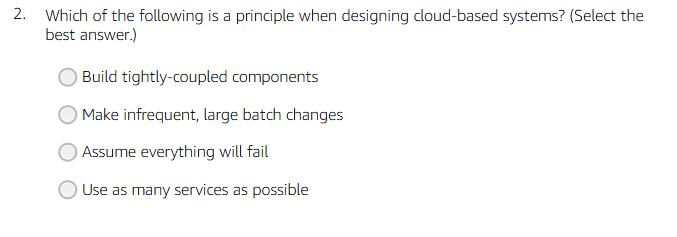 2. Which of the following is a principle when designing cloud-based systems? (Select the
best answer.)
Build tightly-coupled components
Make infrequent, large batch changes
Assume everything will fail
Use as many services as possible